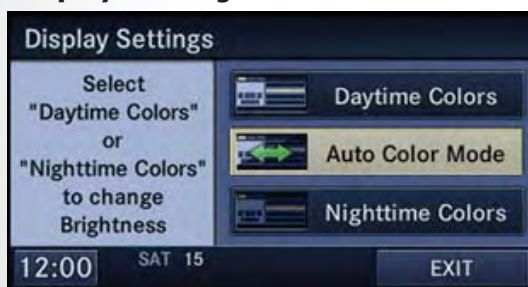 Display Settings
Select
"Daytime Colors"
or
"Nighttime Colors"
to change
Brightness
Daytime Colors
Auto Color Mode
Nighttime Colors
12:00
SAT 15
EXIT